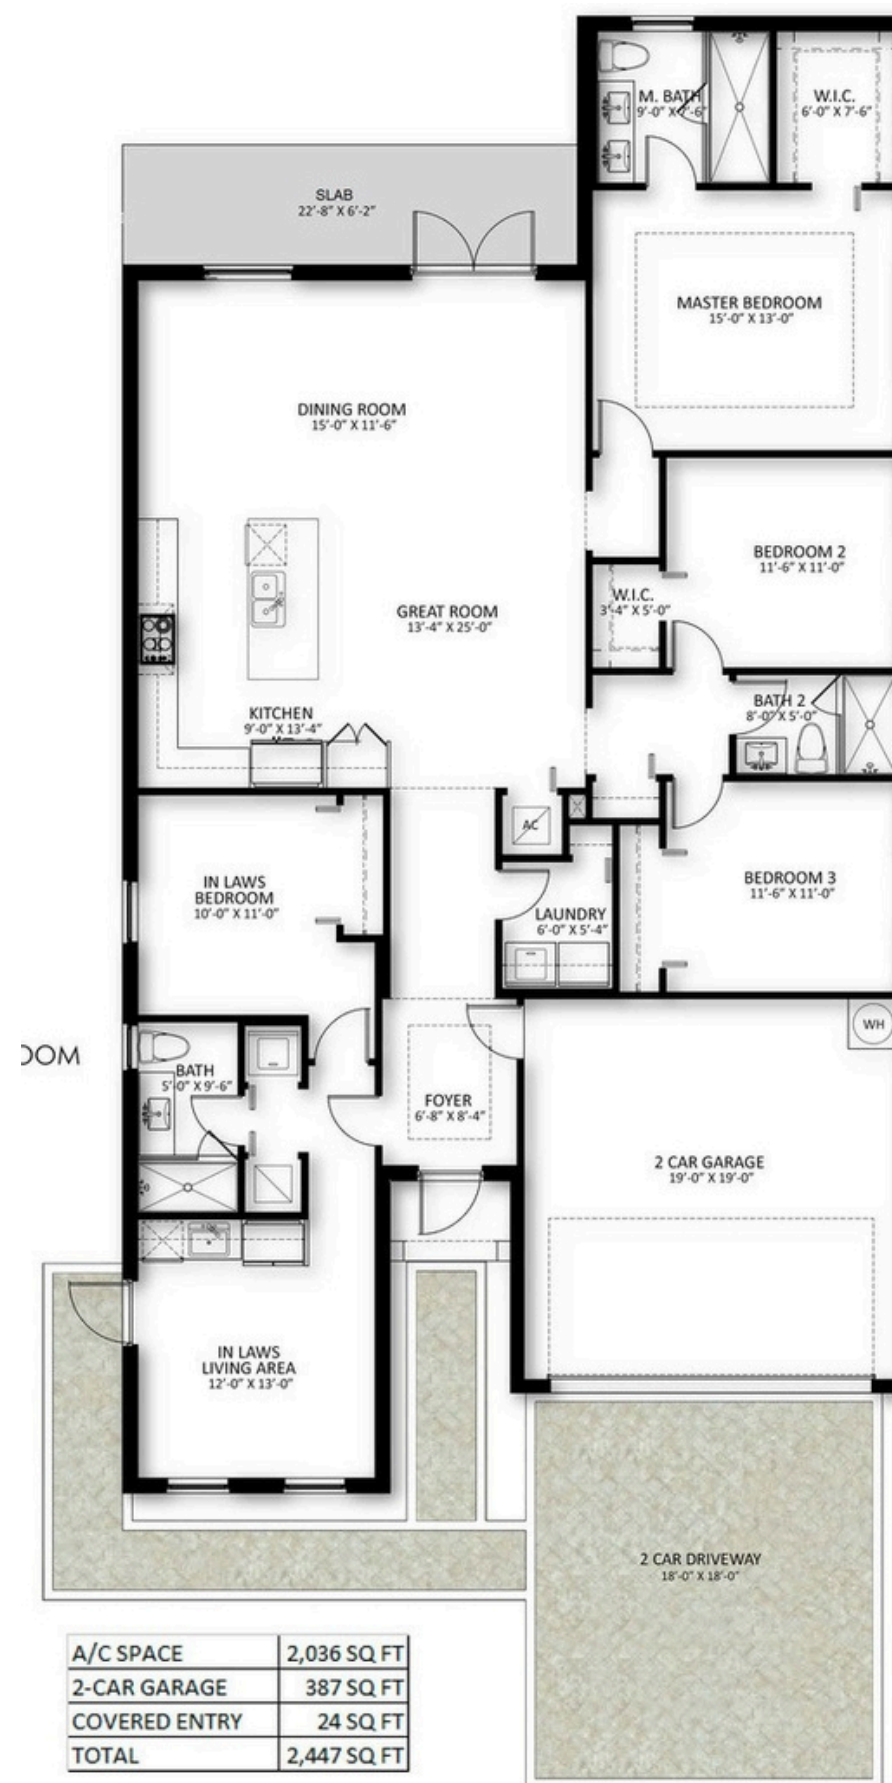 M. BATH
9'-0" X 7'-6"
W.I.C.
6'-0" X 7'-6"
SLAB
22'-8" X 6'-2"
MASTER BEDROOM
15'-0" X 13'-0"
DINING ROOM
15'-0" X 11'-6"
BEDROOM 2
11'-6" X 11'-0"
W.I.C.
3'-4" X 5'-0"
GREAT ROOM
13'-4" X 25'-0"
KITCHEN
9'-0" X 13'-4"
BATH 2
8'-0" X 5'-0"
AC
IN LAWS
BEDROOM
10'-0" X 11'-0"
BEDROOM 3
11'-6" X 11'-0"
LAUNDRY
6'-0" X 5'-4"
WH
OOM
BATH
5'-0" X 9'-6"
FOYER
6'-8" X 8'-4"
2 CAR GARAGE
19'-0" X 19'-0"
IN LAWS
LIVING AREA
12'-0" X 13'-0"
2 CAR DRIVEWAY
18'-0" X 18'-0"
A/C SPACE 2,036 SQ FT
2-CAR GARAGE 387 SQ FT
COVERED ENTRY 24 SQ FT
TOTAL 2,447 SQ FT